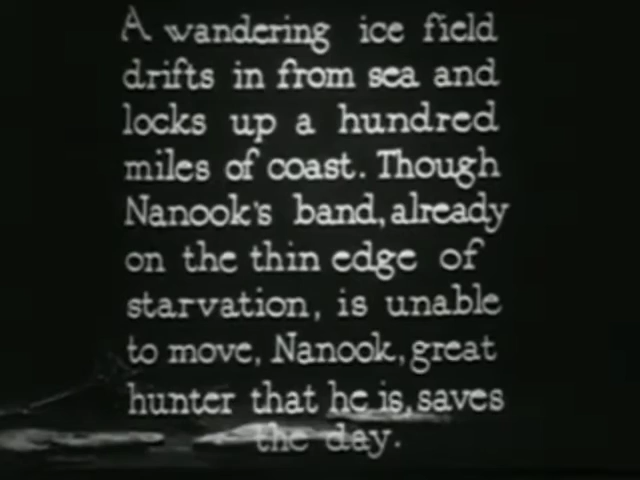 A wandering ice field
drifts in from sea and
locks up a hundred
miles of coast. Though
Nanook's band, already
on the thin edge of
starvation, is unable
to move, Nanook, great
hunter that he is, saves
the day.